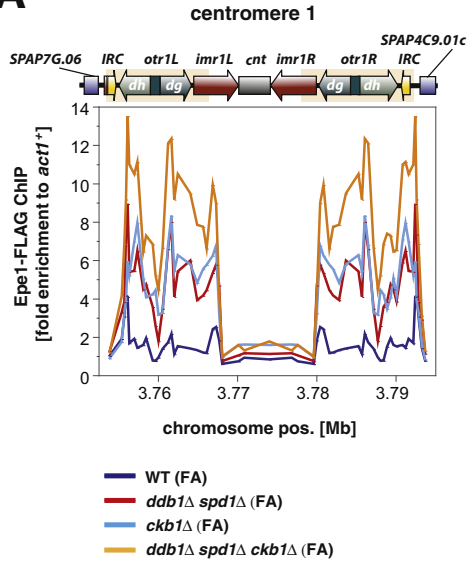 A
centromere 1
SPAP7G.06 IRC otr1L imr1L cnt imr1R otr1R IRC SPAP4C9.01c
dh dg dg dh
Epe1-FLAG ChIP
[fold enrichment to act1⁺]
14
12
10
8
6
4
2
0
3.76 3.77 3.78 3.79
chromosome pos. [Mb]
WT (FA)
ddb1Δ spd1Δ (FA)
ckb1Δ (FA)
ddb1Δ spd1Δ ckb1Δ (FA)